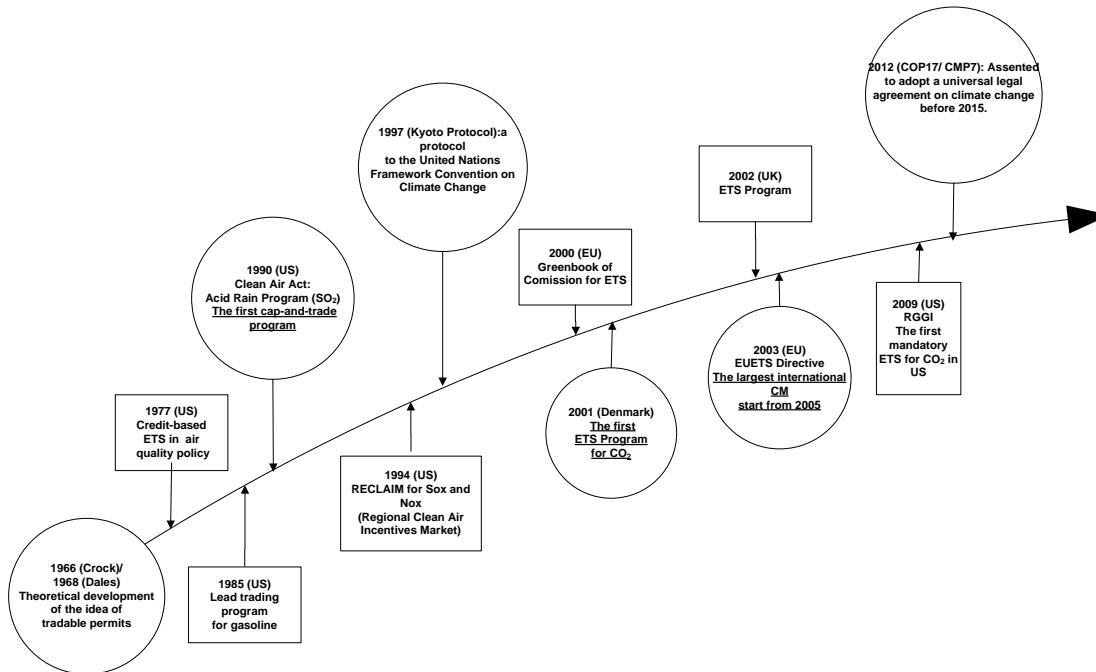 1966 (Crock)/
1968 (Dales)
Theoretical development
of the idea of
tradable permits
1977 (US)
Credit-based
ETS in air
quality policy
1985 (US)
Lead trading
program
for gasoline
1990 (US)
Clean Air Act:
Acid Rain Program (SO₂)
The first cap-and-trade
program
1994 (US)
RECLAIM for Sox and
Nox
(Regional Clean Air
Incentives Market)
1997 (Kyoto Protocol):a
protocol
to the United Nations
Framework Convention on
Climate Change
2000 (EU)
Greenbook of
Comission for ETS
2001 (Denmark)
The first
ETS Program
for CO₂
2002 (UK)
ETS Program
2003 (EU)
EUETS Directive
The largest international
CM
start from 2005
2009 (US)
RGGI
The first
mandatory
ETS for CO₂ in
US
2012 (COP17/ CMP7): Assented
to adopt a universal legal
agreement on climate change
before 2015.